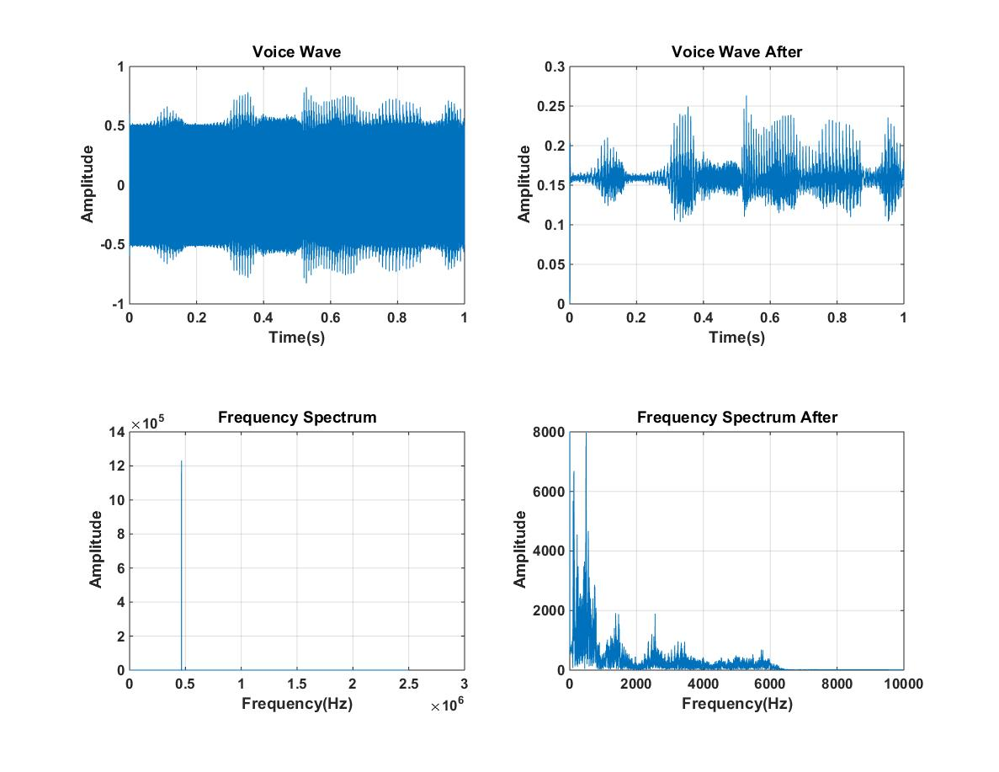 Voice Wave
1
0.5
0
-0.5
-1
Amplitude
0 0.2 0.4 0.6 0.8 1
Time(s)
Voice Wave After
0.3
0.25
0.2
0.15
0.1
0.05
0
Amplitude
0 0.2 0.4 0.6 0.8 1
Time(s)
Frequency Spectrum
×10⁵
14
12
10
8
6
4
2
0
Amplitude
0 0.5 1 1.5 2 2.5 3
Frequency(Hz)
×10⁶
Frequency Spectrum After
8000
6000
4000
2000
0
Amplitude
0 2000 4000 6000 8000 10000
Frequency(Hz)